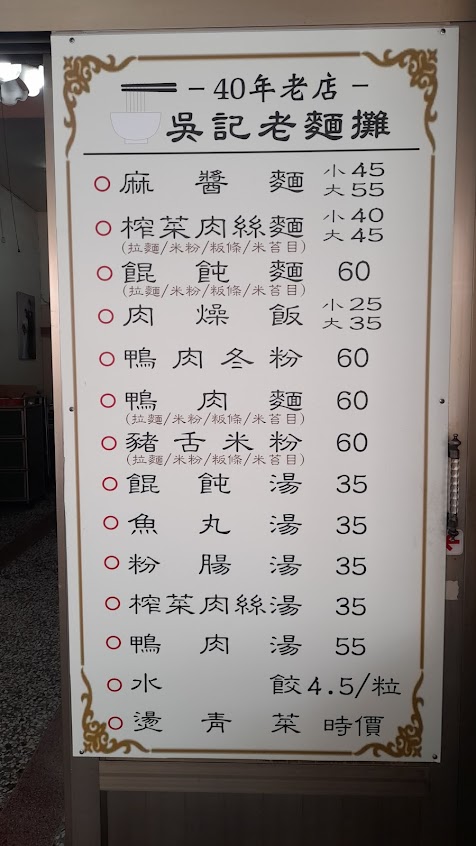 -40年老店-
吳記老麵攤
麻醬麵 小45 大55
榨菜肉絲麵 小40 大45
(拉麵/米粉/粄條/米苔目)
餛飩麵 60
(拉麵/米粉/粄條/米苔目)
肉燥飯 小25 大35
鴨肉冬粉 60
鴨肉麵 60
(拉麵/米粉/粄條/米苔目)
豬舌米粉 60
(拉麵/米粉/粄條/米苔目)
餛飩湯 35
魚丸湯 35
粉腸湯 35
榨菜肉絲湯 35
鴨肉湯 55
水餃 4.5/粒
燙青菜 時價